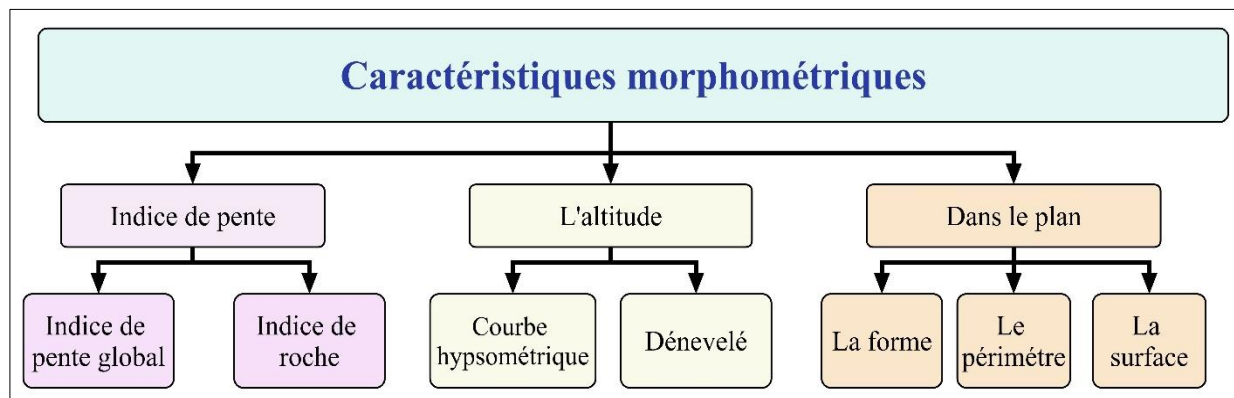 Caractéristiques morphométriques
Indice de pente
L'altitude
Dans le plan
Indice de
pente global
Indice de
roche
Courbe
hypsométrique
Dénevelé
La forme
Le
périmétre
La
surface